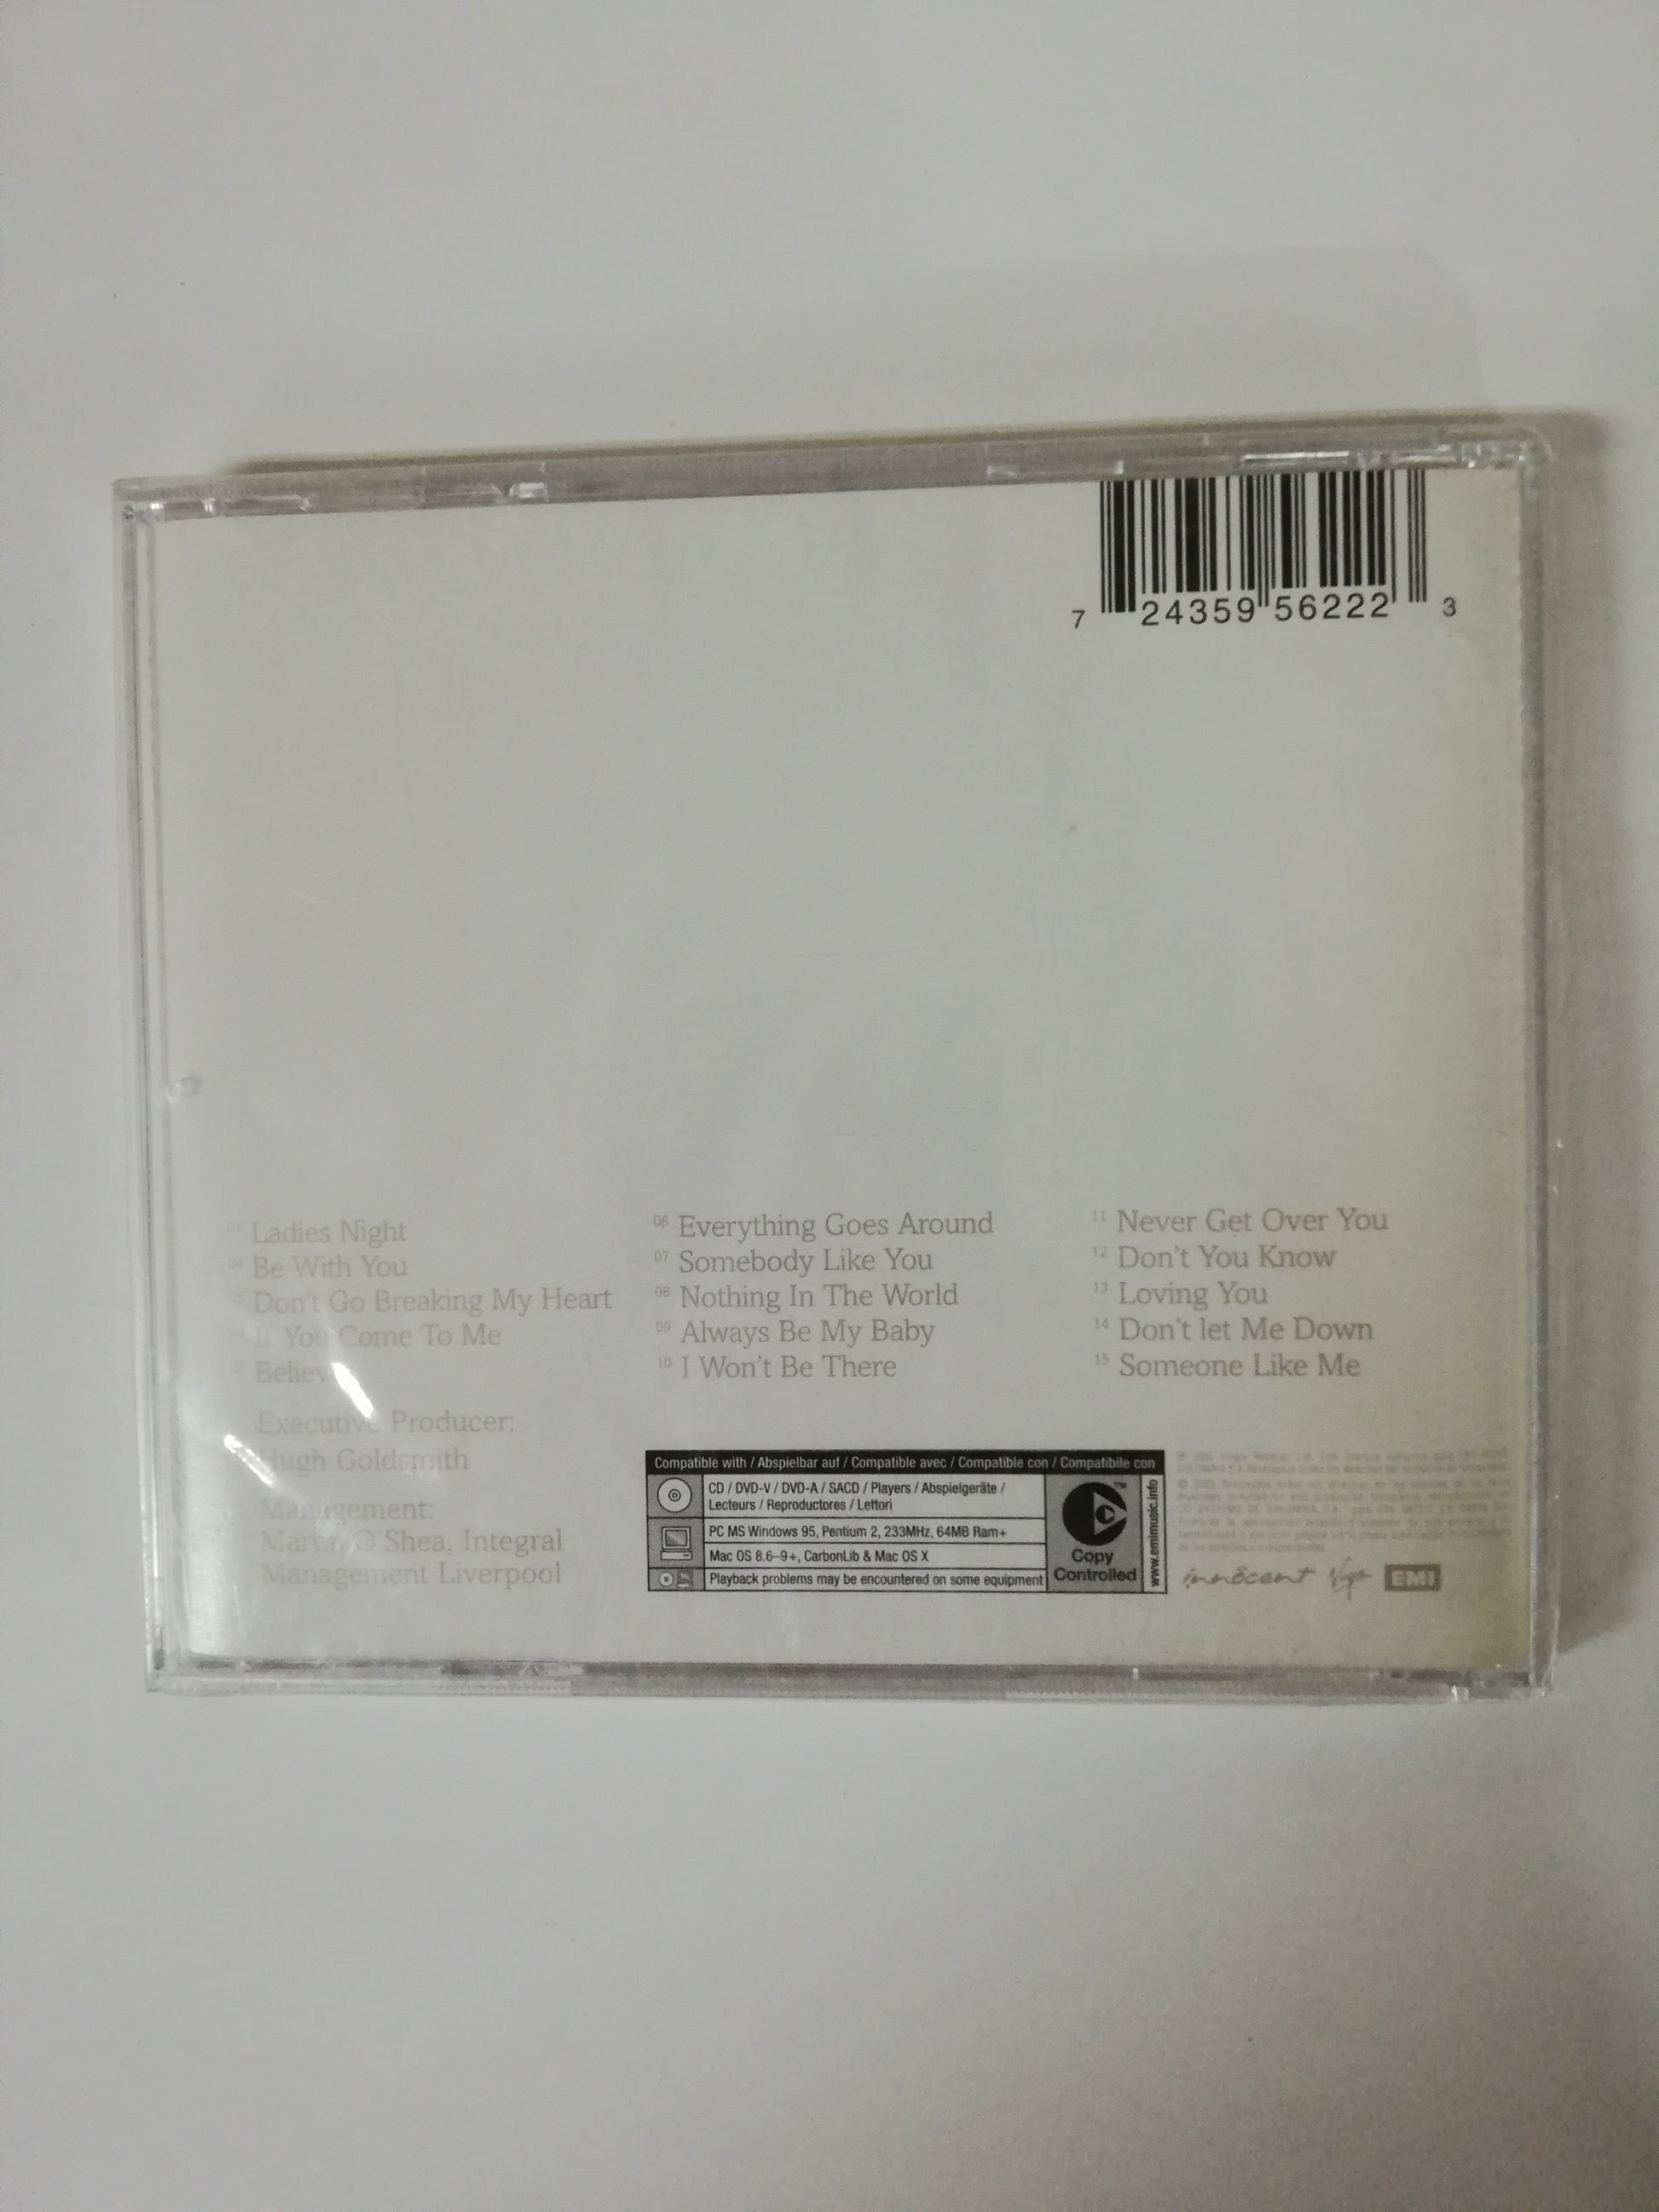 7 24359 56222 3
01 Ladies Night
02 Be With You
03 Don't Go Breaking My Heart
04 If You Come To Me
05 Believ
06 Everything Goes Around
07 Somebody Like You
08 Nothing In The World
09 Always Be My Baby
10 I Won't Be There
11 Never Get Over You
12 Don't You Know
13 Loving You
14 Don't let Me Down
15 Someone Like Me
Executive Producer:
Hugh Goldsmith
Management:
Martin O'Shea, Integral
Management Liverpool
Compatible with / Abspielbar auf / Compatible avec / Compatible con / Compatibile con
CD / DVD-V / DVD-A / SACD / Players / Abspielgeräte /
Lecteurs / Reproductores / Lettori
PC MS Windows 95, Pentium 2, 233MHz, 64MB Ram+
Mac OS 8.6–9+, CarbonLib & Mac OS X
Playback problems may be encountered on some equipment
TM
Copy
Controlled
www.emimusic.info
innocent Virgin EMI